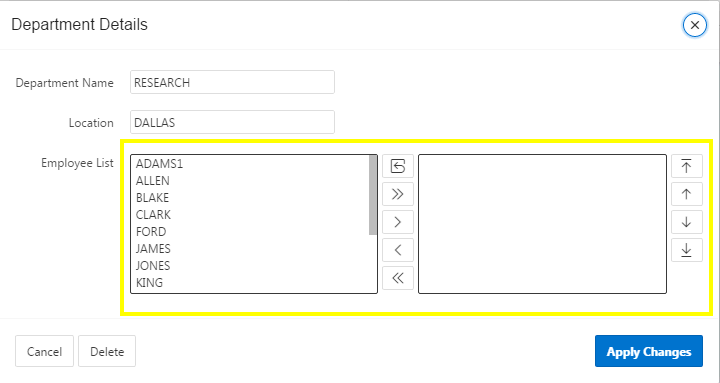 Department Details
Department Name RESEARCH
Location DALLAS
Employee List
ADAMS1
ALLEN
BLAKE
CLARK
FORD
JAMES
JONES
KING
Cancel Delete Apply Changes